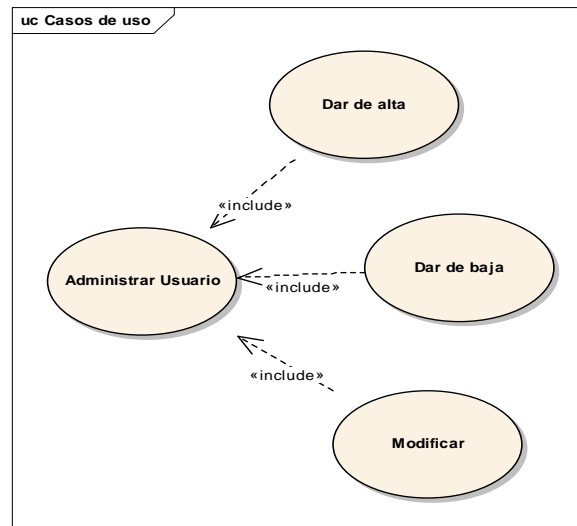 uc Casos de uso
Dar de alta
«include»
Administrar Usuario
Dar de baja
«include»
«include»
Modificar